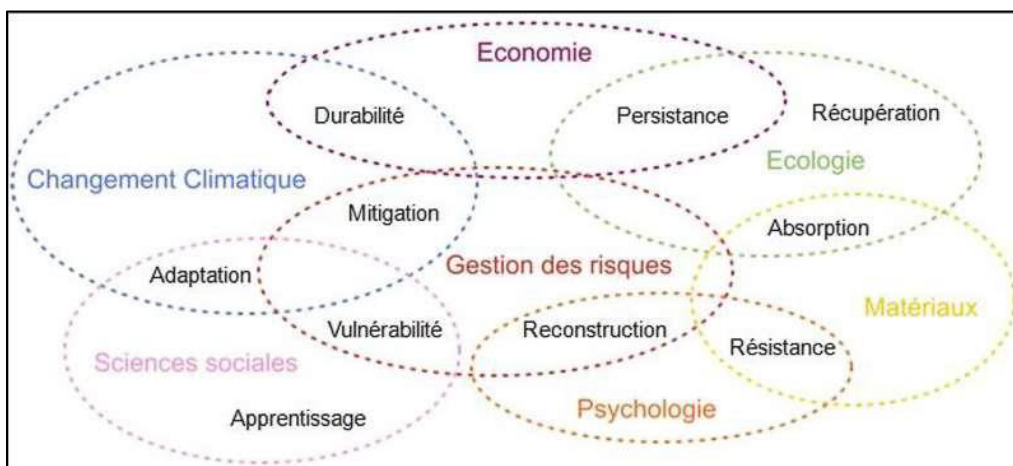 Economie
Durabilité
Persistance
Récupération
Ecologie
Changement Climatique
Mitigation
Absorption
Adaptation
Gestion des risques
Matériaux
Vulnérabilité
Reconstruction
Résistance
Sciences sociales
Psychologie
Apprentissage